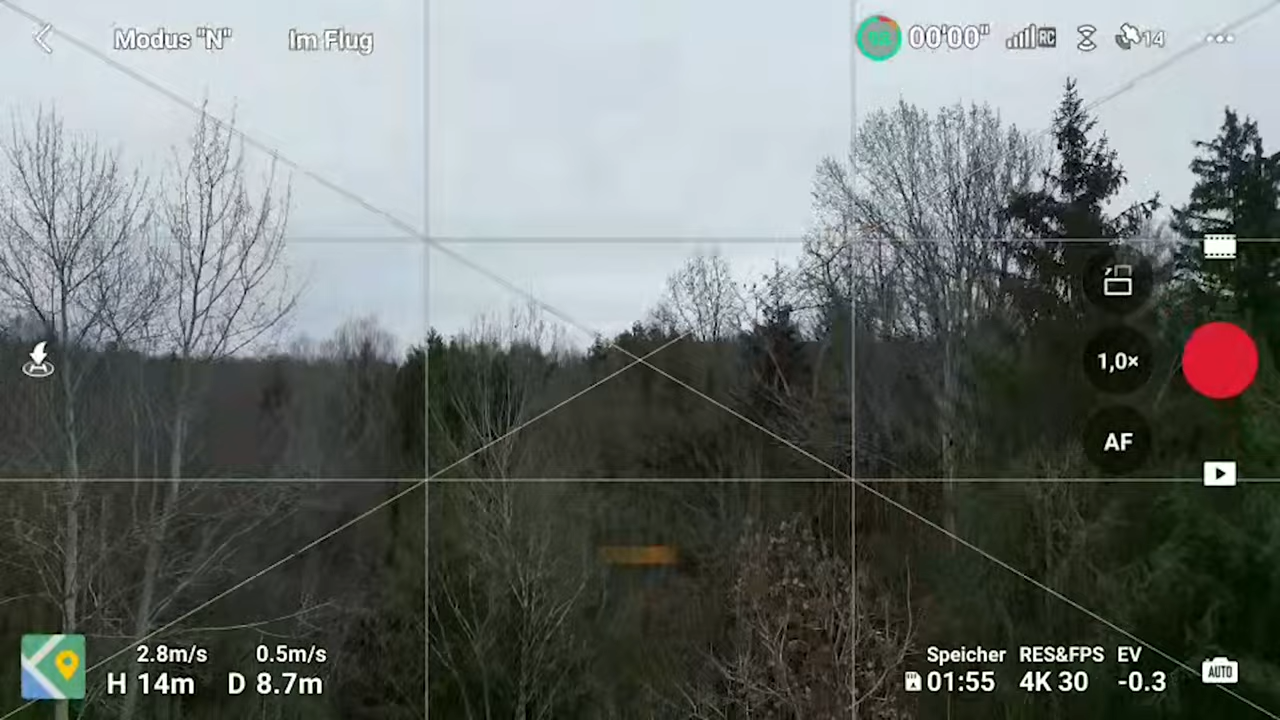 Modus "N" Im Flug 98 00'00" RC 14
1,0×
AF
2.8m/s 0.5m/s
H 14m D 8.7m
Speicher RES&FPS EV
01:55 4K 30 -0.3
AUTO